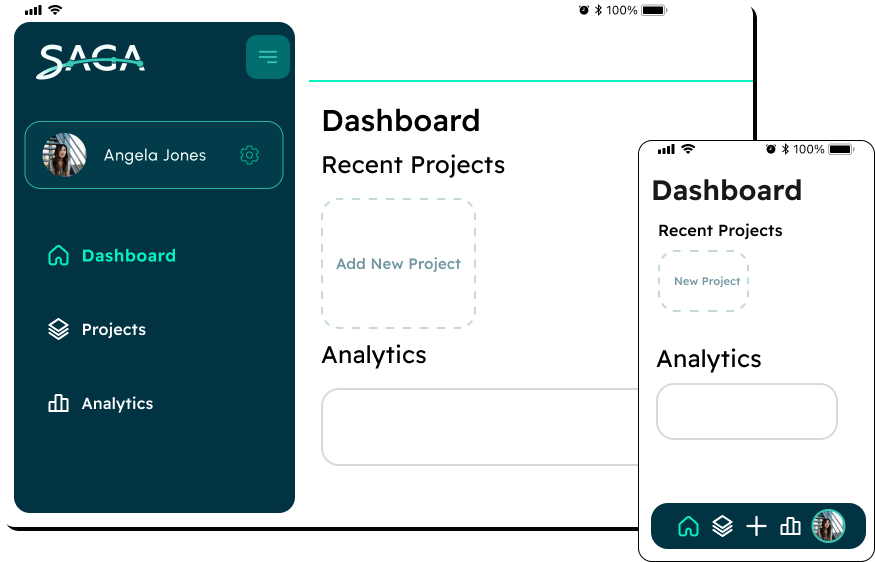 100%
SAGA
Angela Jones
Dashboard
Projects
Analytics
Dashboard
Recent Projects
Add New Project
Analytics
100%
Dashboard
Recent Projects
New Project
Analytics